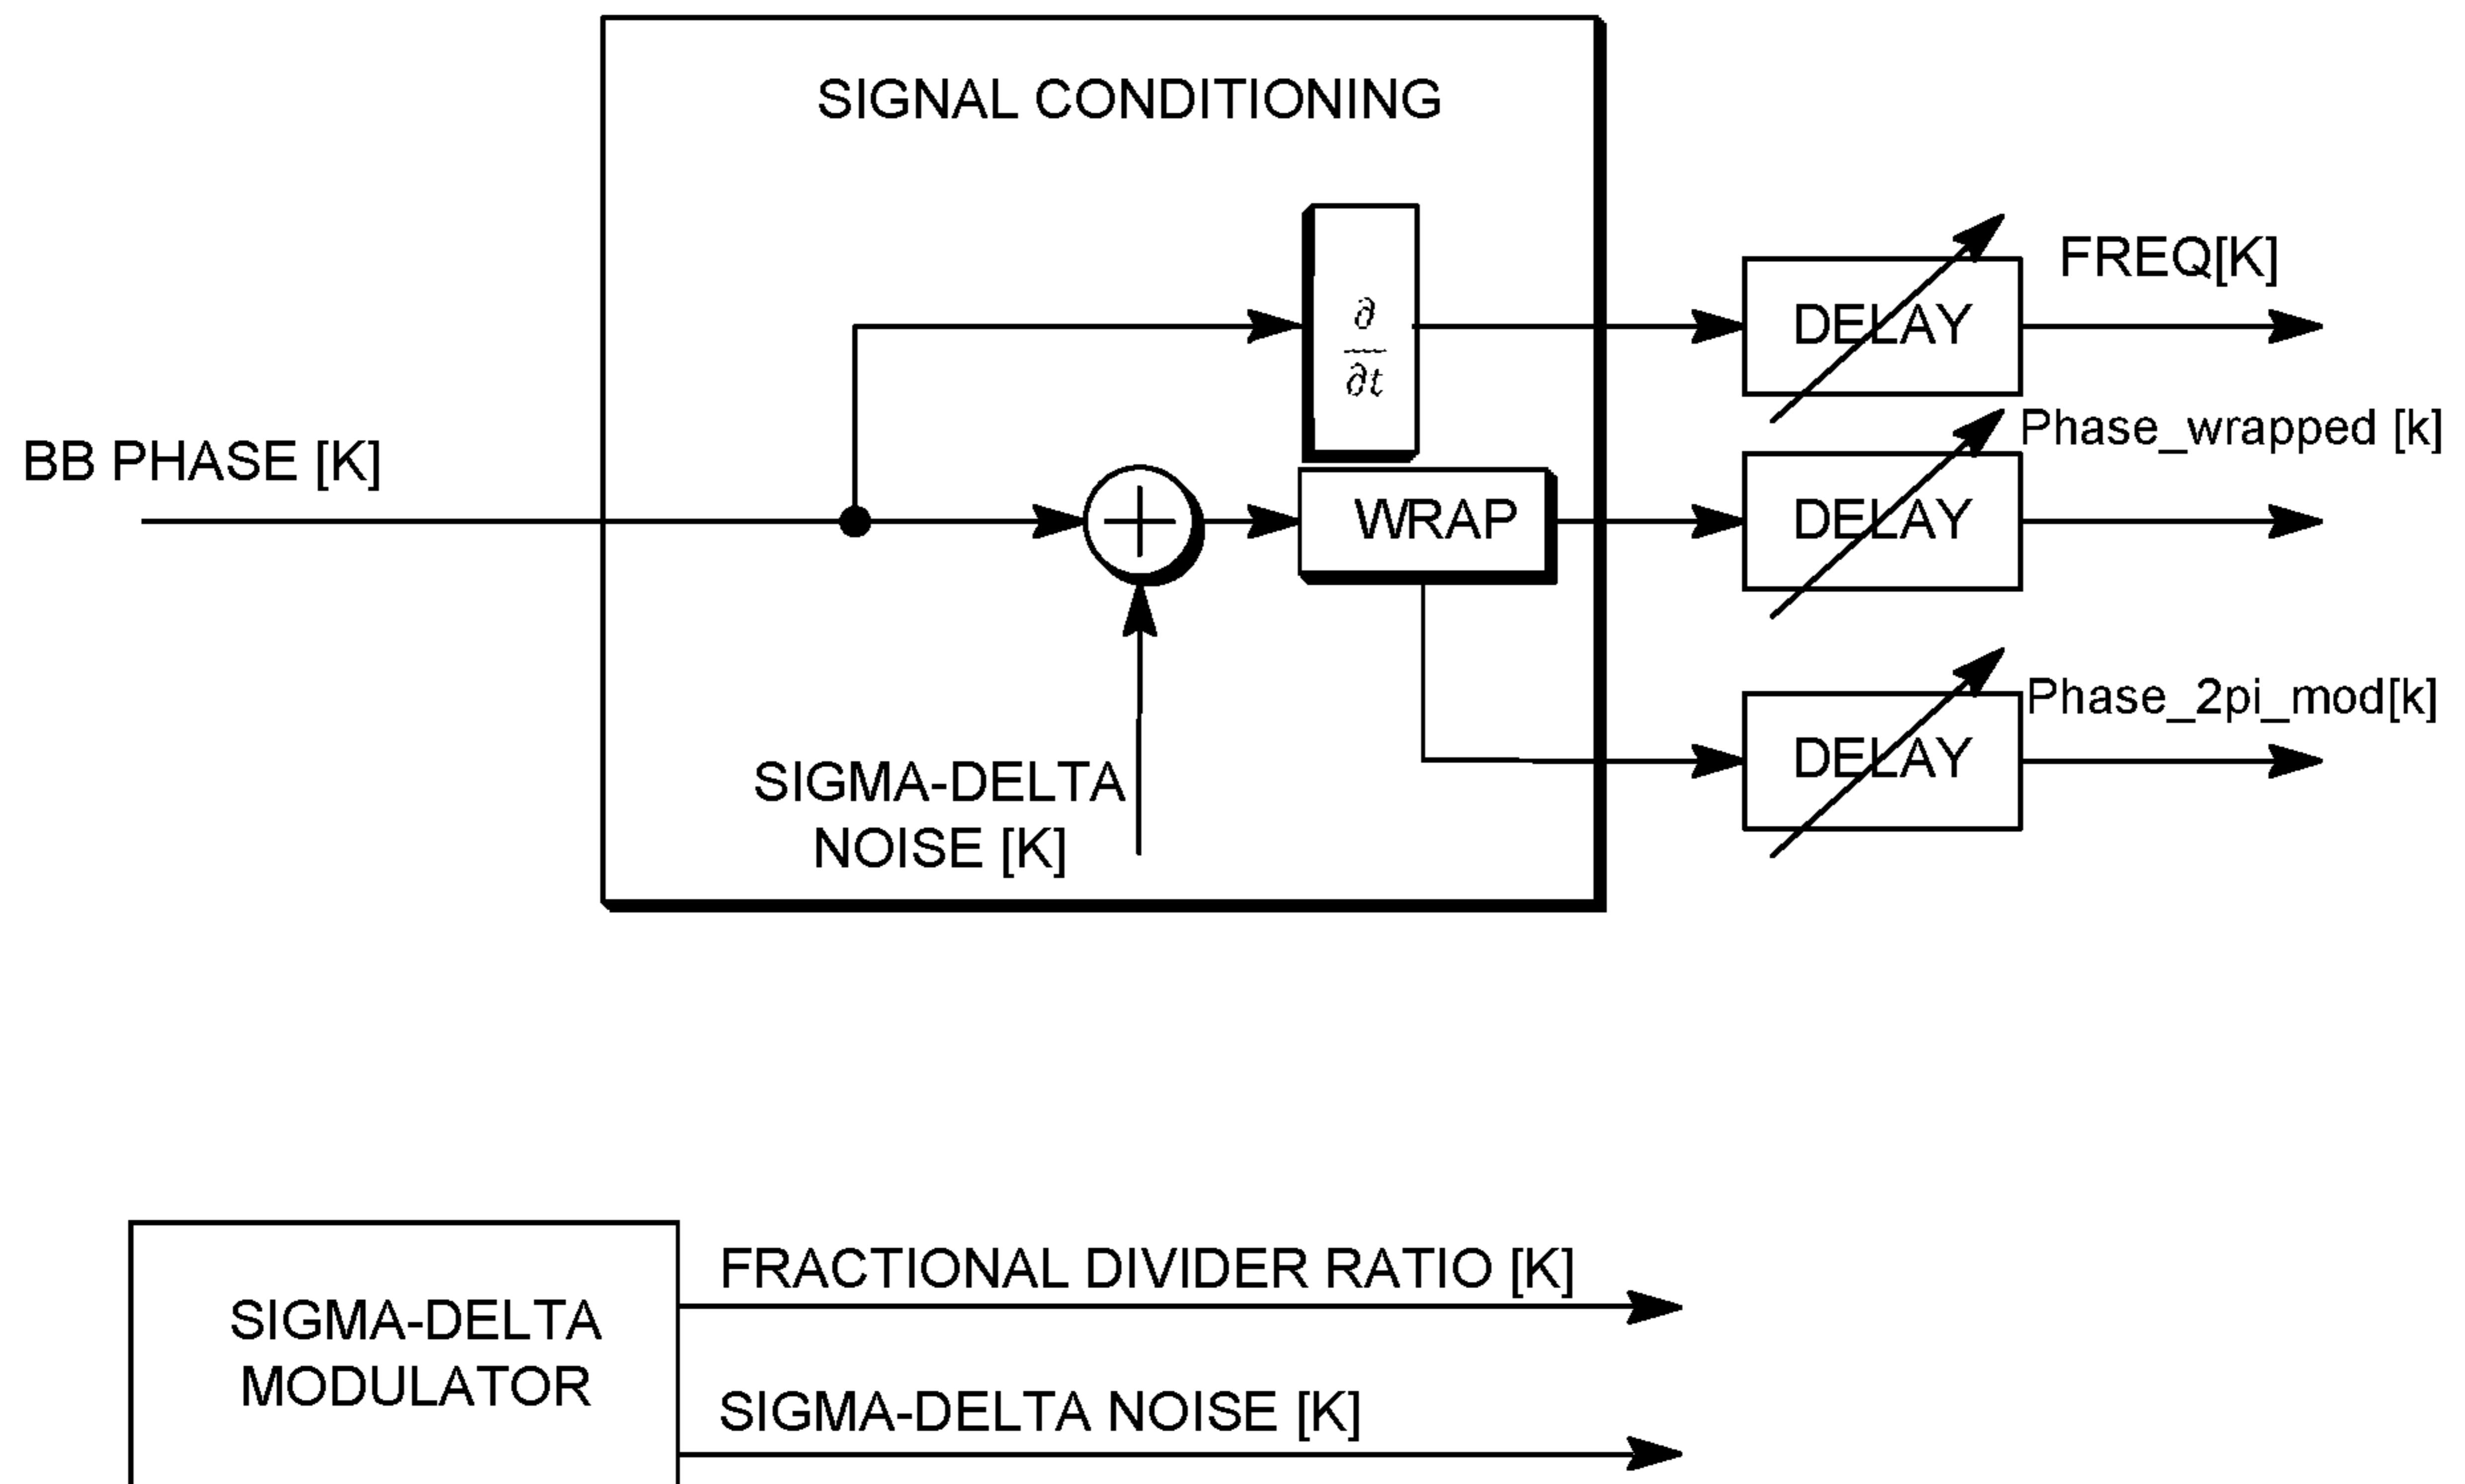 SIGNAL CONDITIONING
∂
∂t
DELAY
FREQ[K]
BB PHASE [K]
WRAP
DELAY
Phase_wrapped [k]
SIGMA-DELTA
NOISE [K]
DELAY
Phase_2pi_mod[k]
SIGMA-DELTA
MODULATOR
FRACTIONAL DIVIDER RATIO [K]
SIGMA-DELTA NOISE [K]